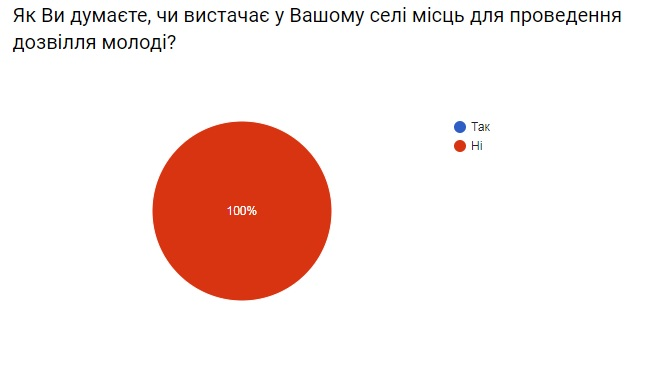 Як Ви думаєте, чи вистачає у Вашому селі місць для проведення
дозвілля молоді?
Так
Ні
100%